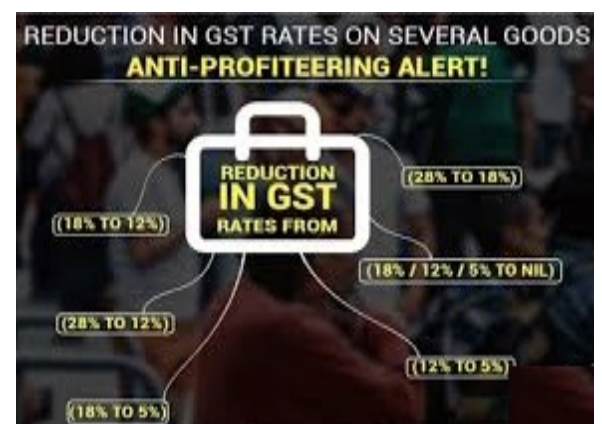 REDUCTION IN GST RATES ON SEVERAL GOODS
ANTI-PROFITEERING ALERT!
REDUCTION
IN GST
RATES FROM
(28% TO 18%)
(18% TO 12%)
(18% / 12% / 5% TO NIL)
(28% TO 12%)
(12% TO 5%)
(18% TO 5%)